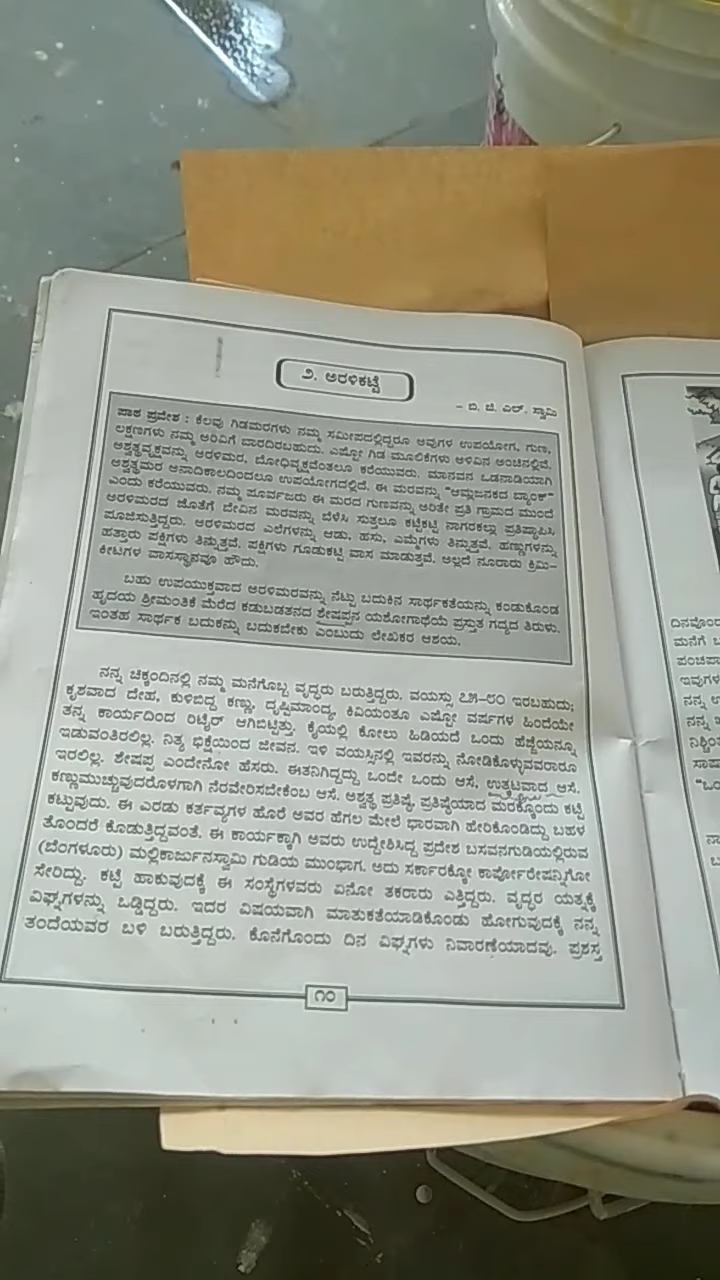 ೨. ಅರಳಿಕಟ್ಟೆ
– ಬಿ. ಜಿ. ಎಲ್. ಸ್ವಾಮಿ
ಪಾಠ ಪ್ರವೇಶ : ಕೆಲವು ಗಿಡಮರಗಳು ನಮ್ಮ ಸಮೀಪದಲ್ಲಿದ್ದರೂ ಅವುಗಳ ಉಪಯೋಗ, ಗುಣ,
ಲಕ್ಷಣಗಳು ನಮ್ಮ ಅರಿವಿಗೆ ಬಾರದಿರಬಹುದು. ಎಷ್ಟೋ ಗಿಡ ಮೂಲಿಕೆಗಳು ಅಳಿವಿನ ಅಂಚಿನಲ್ಲಿವೆ.
ಅಶ್ವತ್ಥವೃಕ್ಷವನ್ನು ಅರಳಿಮರ, ಬೋಧಿವೃಕ್ಷವೆಂತಲೂ ಕರೆಯುವರು. ಮಾನವನ ಒಡನಾಡಿಯಾಗಿ
ಅಶ್ವತ್ಥಮರ ಅನಾದಿಕಾಲದಿಂದಲೂ ಉಪಯೋಗದಲ್ಲಿದೆ. ಈ ಮರವನ್ನು "ಆಮ್ಲಜನಕದ ಬ್ಯಾಂಕ್"
ಎಂದು ಕರೆಯುವರು. ನಮ್ಮ ಪೂರ್ವಜರು ಈ ಮರದ ಗುಣವನ್ನು ಅರಿತೇ ಪ್ರತಿ ಗ್ರಾಮದ ಮುಂದೆ
ಅರಳಿಮರದ ಜೊತೆಗೆ ಬೇವಿನ ಮರವನ್ನು ಬೆಳೆಸಿ ಸುತ್ತಲೂ ಕಟ್ಟೆಕಟ್ಟಿ ನಾಗರಕಲ್ಲು ಪ್ರತಿಷ್ಠಾಪಿಸಿ
ಪೂಜಿಸುತ್ತಿದ್ದರು. ಅರಳಿಮರದ ಎಲೆಗಳನ್ನು ಆಡು, ಹಸು, ಎಮ್ಮೆಗಳು ತಿನ್ನುತ್ತವೆ. ಹಣ್ಣುಗಳನ್ನು
ಹತ್ತಾರು ಪಕ್ಷಿಗಳು ತಿನ್ನುತ್ತವೆ. ಪಕ್ಷಿಗಳು ಗೂಡುಕಟ್ಟಿ ವಾಸ ಮಾಡುತ್ತವೆ. ಅಲ್ಲದೆ ನೂರಾರು ಕ್ರಿಮಿ–
ಕೀಟಗಳ ವಾಸಸ್ಥಾನವೂ ಹೌದು.
ಬಹು ಉಪಯುಕ್ತವಾದ ಅರಳಿಮರವನ್ನು ನೆಟ್ಟು ಬದುಕಿನ ಸಾರ್ಥಕತೆಯನ್ನು ಕಂಡುಕೊಂಡ
ಹೃದಯ ಶ್ರೀಮಂತಿಕೆ ಮೆರೆದ ಕಡುಬಡತನದ ಶೇಷಪ್ಪನ ಯಶೋಗಾಥೆಯೆ ಪ್ರಸ್ತುತ ಗದ್ಯದ ತಿರುಳು.
ಇಂತಹ ಸಾರ್ಥಕ ಬದುಕನ್ನು ಬದುಕಬೇಕು ಎಂಬುದು ಲೇಖಕರ ಆಶಯ.
ನನ್ನ ಚಿಕ್ಕಂದಿನಲ್ಲಿ ನಮ್ಮ ಮನೆಗೊಬ್ಬ ವೃದ್ಧರು ಬರುತ್ತಿದ್ದರು. ವಯಸ್ಸು ೭೫–೮೦ ಇರಬಹುದು;
ಕೃಶವಾದ ದೇಹ, ಕುಳಿಬಿದ್ದ ಕಣ್ಣು, ದೃಷ್ಟಿಮಾಂದ್ಯ, ಕಿವಿಯಂತೂ ಎಷ್ಟೋ ವರ್ಷಗಳ ಹಿಂದೆಯೇ
ತನ್ನ ಕಾರ್ಯದಿಂದ ರಿಟೈರ್ ಆಗಿಬಿಟ್ಟಿತ್ತು. ಕೈಯಲ್ಲಿ ಕೋಲು ಹಿಡಿಯದೆ ಒಂದು ಹೆಜ್ಜೆಯನ್ನೂ
ಇಡುವಂತಿರಲಿಲ್ಲ. ನಿತ್ಯ ಭಿಕ್ಷೆಯಿಂದ ಜೀವನ. ಇಳಿ ವಯಸ್ಸಿನಲ್ಲಿ ಇವರನ್ನು ನೋಡಿಕೊಳ್ಳುವವರಾರೂ
ಇರಲಿಲ್ಲ. ಶೇಷಪ್ಪ ಎಂದೇನೋ ಹೆಸರು. ಈತನಿಗಿದ್ದದ್ದು ಒಂದೇ ಒಂದು ಆಸೆ, ಉತ್ಕಟವಾದ ಆಸೆ.
ಕಣ್ಣುಮುಚ್ಚುವುದರೊಳಗಾಗಿ ನೆರವೇರಿಸಬೇಕೆಂಬ ಆಸೆ. ಅಶ್ವತ್ಥ ಪ್ರತಿಷ್ಠೆ, ಪ್ರತಿಷ್ಠೆಯಾದ ಮರಕ್ಕೊಂದು ಕಟ್ಟೆ
ಕಟ್ಟುವುದು. ಈ ಎರಡು ಕರ್ತವ್ಯಗಳ ಹೊರೆ ಅವರ ಹೆಗಲ ಮೇಲೆ ಭಾರವಾಗಿ ಹೇರಿಕೊಂಡಿದ್ದು ಬಹಳ
ತೊಂದರೆ ಕೊಡುತ್ತಿದ್ದವಂತೆ. ಈ ಕಾರ್ಯಕ್ಕಾಗಿ ಅವರು ಉದ್ದೇಶಿಸಿದ್ದ ಪ್ರದೇಶ ಬಸವನಗುಡಿಯಲ್ಲಿರುವ
(ಬೆಂಗಳೂರು) ಮಲ್ಲಿಕಾರ್ಜುನಸ್ವಾಮಿ ಗುಡಿಯ ಮುಂಭಾಗ. ಅದು ಸರ್ಕಾರಕ್ಕೋ ಕಾರ್ಪೋರೇಷನ್ನಿಗೋ
ಸೇರಿದ್ದು. ಕಟ್ಟೆ ಹಾಕುವುದಕ್ಕೆ ಈ ಸಂಸ್ಥೆಗಳವರು ಏನೋ ತಕರಾರು ಎತ್ತಿದ್ದರು. ವೃದ್ಧರ ಯತ್ನಕ್ಕೆ
ವಿಘ್ನಗಳನ್ನು ಒಡ್ಡಿದ್ದರು. ಇದರ ವಿಷಯವಾಗಿ ಮಾತುಕತೆಯಾಡಿಕೊಂಡು ಹೋಗುವುದಕ್ಕೆ ನನ್ನ
ತಂದೆಯವರ ಬಳಿ ಬರುತ್ತಿದ್ದರು. ಕೊನೆಗೊಂದು ದಿನ ವಿಘ್ನಗಳು ನಿವಾರಣೆಯಾದವು. ಪ್ರಶಸ್ತ
೧೦
ಮನೆಗೆ
ಇವುಗಳ
ನನ್ನ
ನನ್ನ